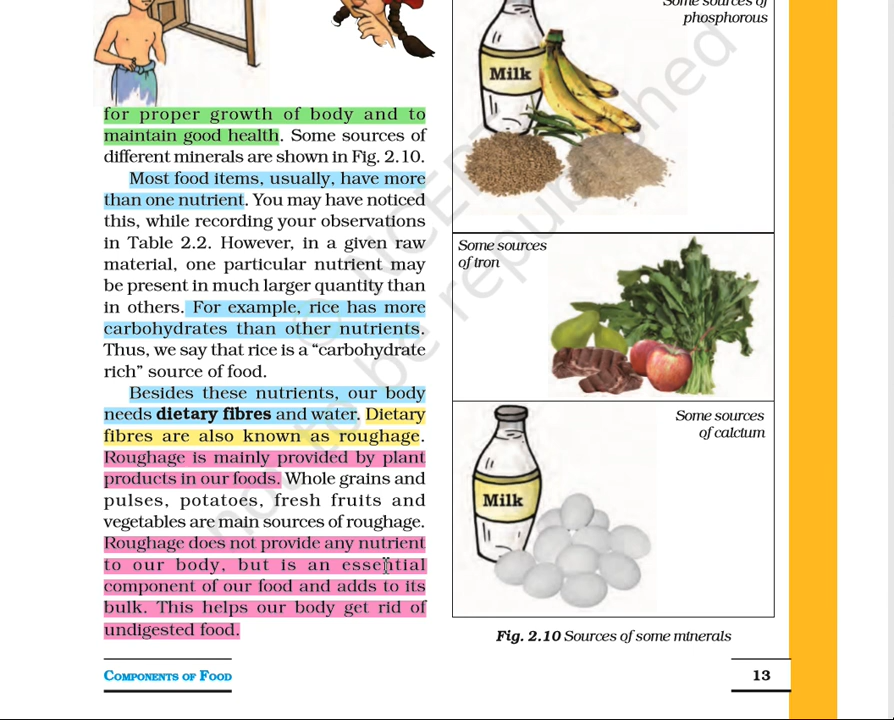 for proper growth of body and to
maintain good health. Some sources of
different minerals are shown in Fig. 2.10.
Most food items, usually, have more
than one nutrient. You may have noticed
this, while recording your observations
in Table 2.2. However, in a given raw
material, one particular nutrient may
be present in much larger quantity than
in others. For example, rice has more
carbohydrates than other nutrients.
Thus, we say that rice is a “carbohydrate
rich” source of food.
Besides these nutrients, our body
needs dietary fibres and water. Dietary
fibres are also known as roughage.
Roughage is mainly provided by plant
products in our foods. Whole grains and
pulses, potatoes, fresh fruits and
vegetables are main sources of roughage.
Roughage does not provide any nutrient
to our body, but is an essential
component of our food and adds to its
bulk. This helps our body get rid of
undigested food.
Some sources of
phosphorous
Milk
Some sources
of iron
Some sources
of calcium
Milk
Fig. 2.10 Sources of some minerals
COMPONENTS OF FOOD
13
© NCERT
not to be republished